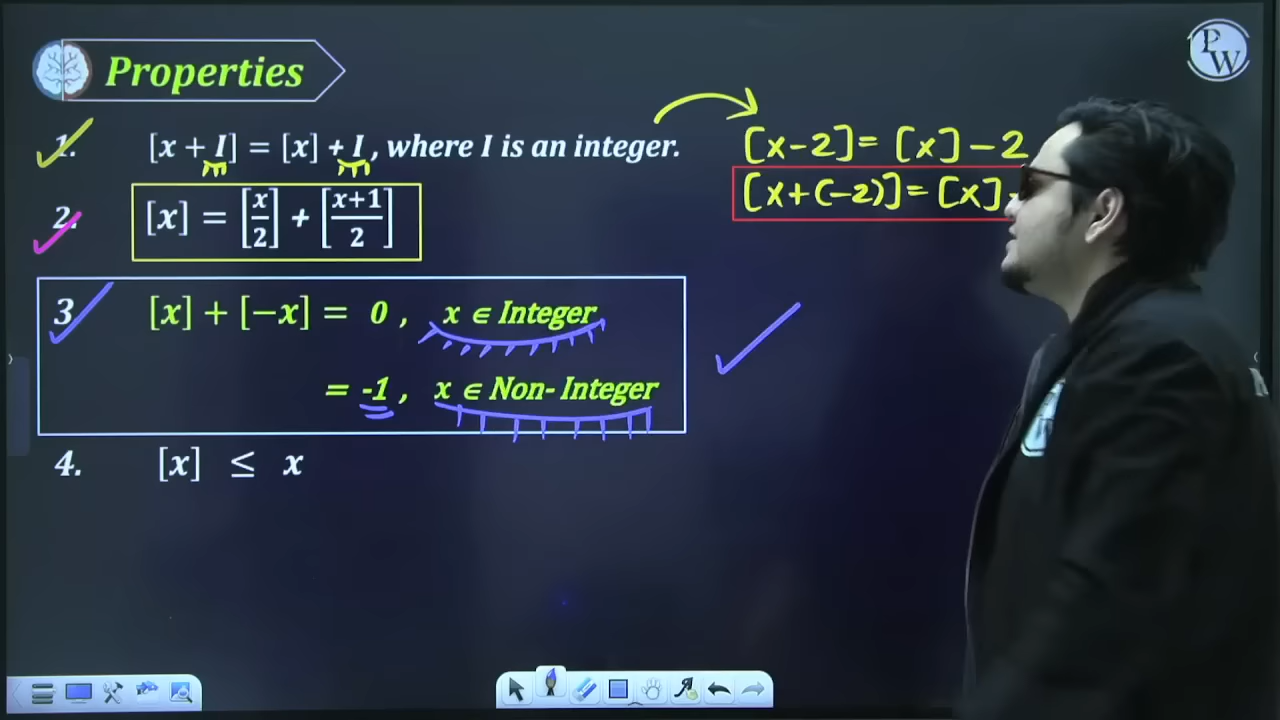 Properties
PW
1. [x + I] = [x] + I, where I is an integer.
[x-2] = [x] - 2
[x+(-2)] = [x]
2. [x] = [x/2] + [x+1/2]
3 [x] + [-x] = 0 , x ∈ Integer
= -1 , x ∈ Non- Integer
4. [x] ≤ x